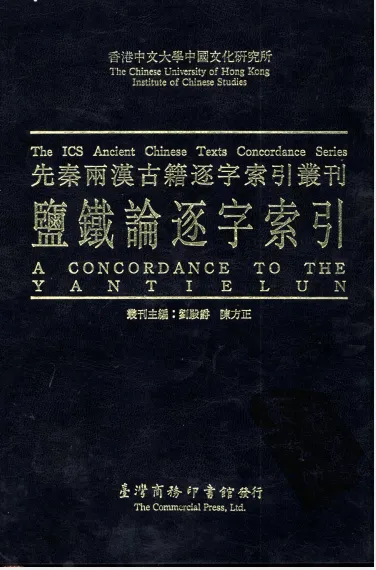 香港中文大學中國文化研究所
The Chinese University of Hong Kong
Institute of Chinese Studies
The ICS Ancient Chinese Texts Concordance Series
先秦兩漢古籍逐字索引叢刊
鹽鐵論逐字索引
A CONCORDANCE TO THE
YANTIELUN
叢刊主編：劉殿爵 陳方正
臺灣商務印書館發行
The Commercial Press, Ltd.